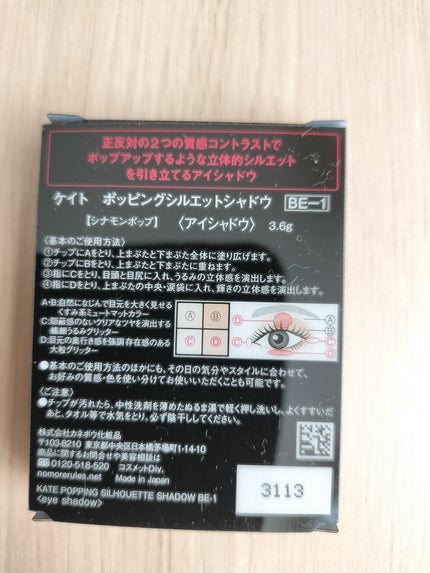 正反対の2つの質感コントラストで
ポップアップするような立体的シルエット
を引き立てるアイシャドウ
ケイト ポッピングシルエットシャドウ BE-1
【シナモンポップ】 〈アイシャドウ〉 3.6g
〈基本のご使用方法〉
①チップにAをとり、上まぶたと下まぶた全体に塗り広げます。
②チップにBをとり、上まぶたと下まぶたに重ねます。
③指にCをとり、目頭と目尻に入れ、うるみの立体感を演出します。
④指にDをとり、上まぶたの中央・涙袋に入れ、輝きの立体感を演出します。
A・B:自然になじんで目元を大きく見せる
くすみ系ミュートマットカラー
C:隠蔽感のないクリアなツヤを演出する
繊細うるみグリッター
D:目元の奥行き感を強調存在感のある
大粒グリッター
A B
C D
D
C
A
B
C
D
●基本のご使用方法のほかにも、その日の気分やスタイルに合わせて、
お好みの質感・色を使い分けてお使いいただくことも可能です。
〈ご注意〉
●チップが汚れたら、中性洗剤を薄めたぬるま湯で軽く押し洗いし、よくすすいだ
あと、タオル等で水気をとり、必ず陰干ししてください。
株式会社カネボウ化粧品
〒103-8210 東京都中央区日本橋茅場町1-14-10
商品に関するお問合せや美容相談は
0120-518-520 コスメットDiv.
nomorerules.net Made in Japan
KATE POPPING SILHOUETTE SHADOW BE-1
<eye shadow>
3113